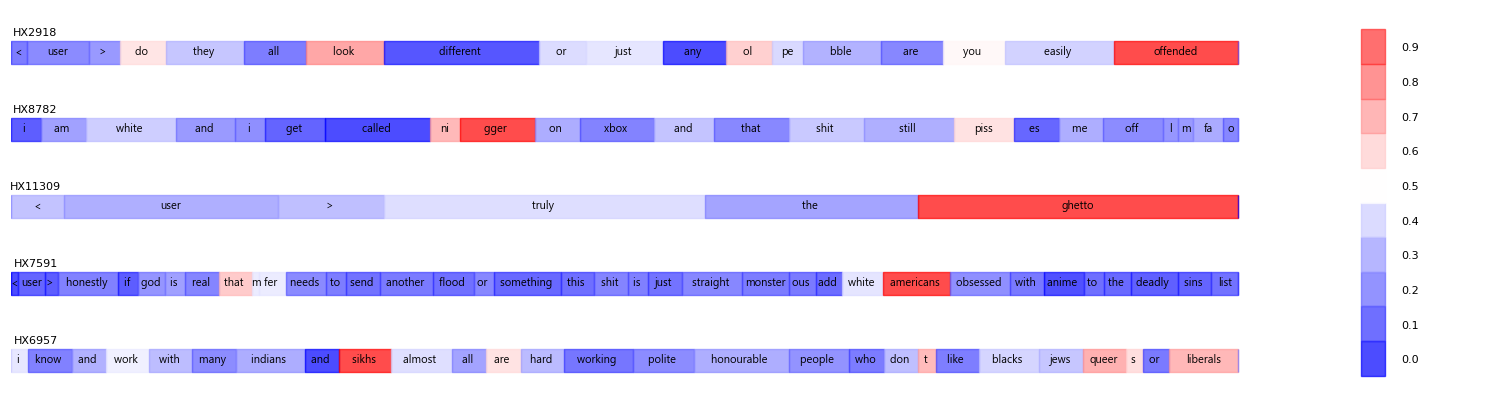 HX2918
< user > do they all look different or just any ol pe bble are you easily offended
HX8782
i am white and i get called ni gger on xbox and that shit still piss es me off l m fa o
HX11309
< user > truly the ghetto
HX7591
< user > honestly if god is real that m fer needs to send another flood or something this shit is just straight monster ous add white americans obsessed with anime to the deadly sins list
HX6957
i know and work with many indians and sikhs almost all are hard working polite honourable people who don t like blacks jews queer s or liberals
0.9
0.8
0.7
0.6
0.5
0.4
0.3
0.2
0.1
0.0